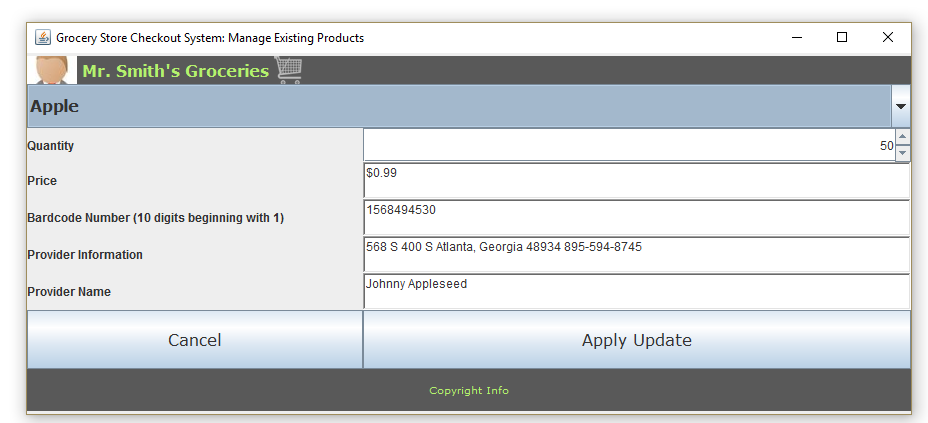 Grocery Store Checkout System: Manage Existing Products
Mr. Smith's Groceries
Apple
Quantity
50
Price
$0.99
Bardcode Number (10 digits beginning with 1)
1568494530
Provider Information
568 S 400 S Atlanta, Georgia 48934 895-594-8745
Provider Name
Johnny Appleseed
Cancel
Apply Update
Copyright Info